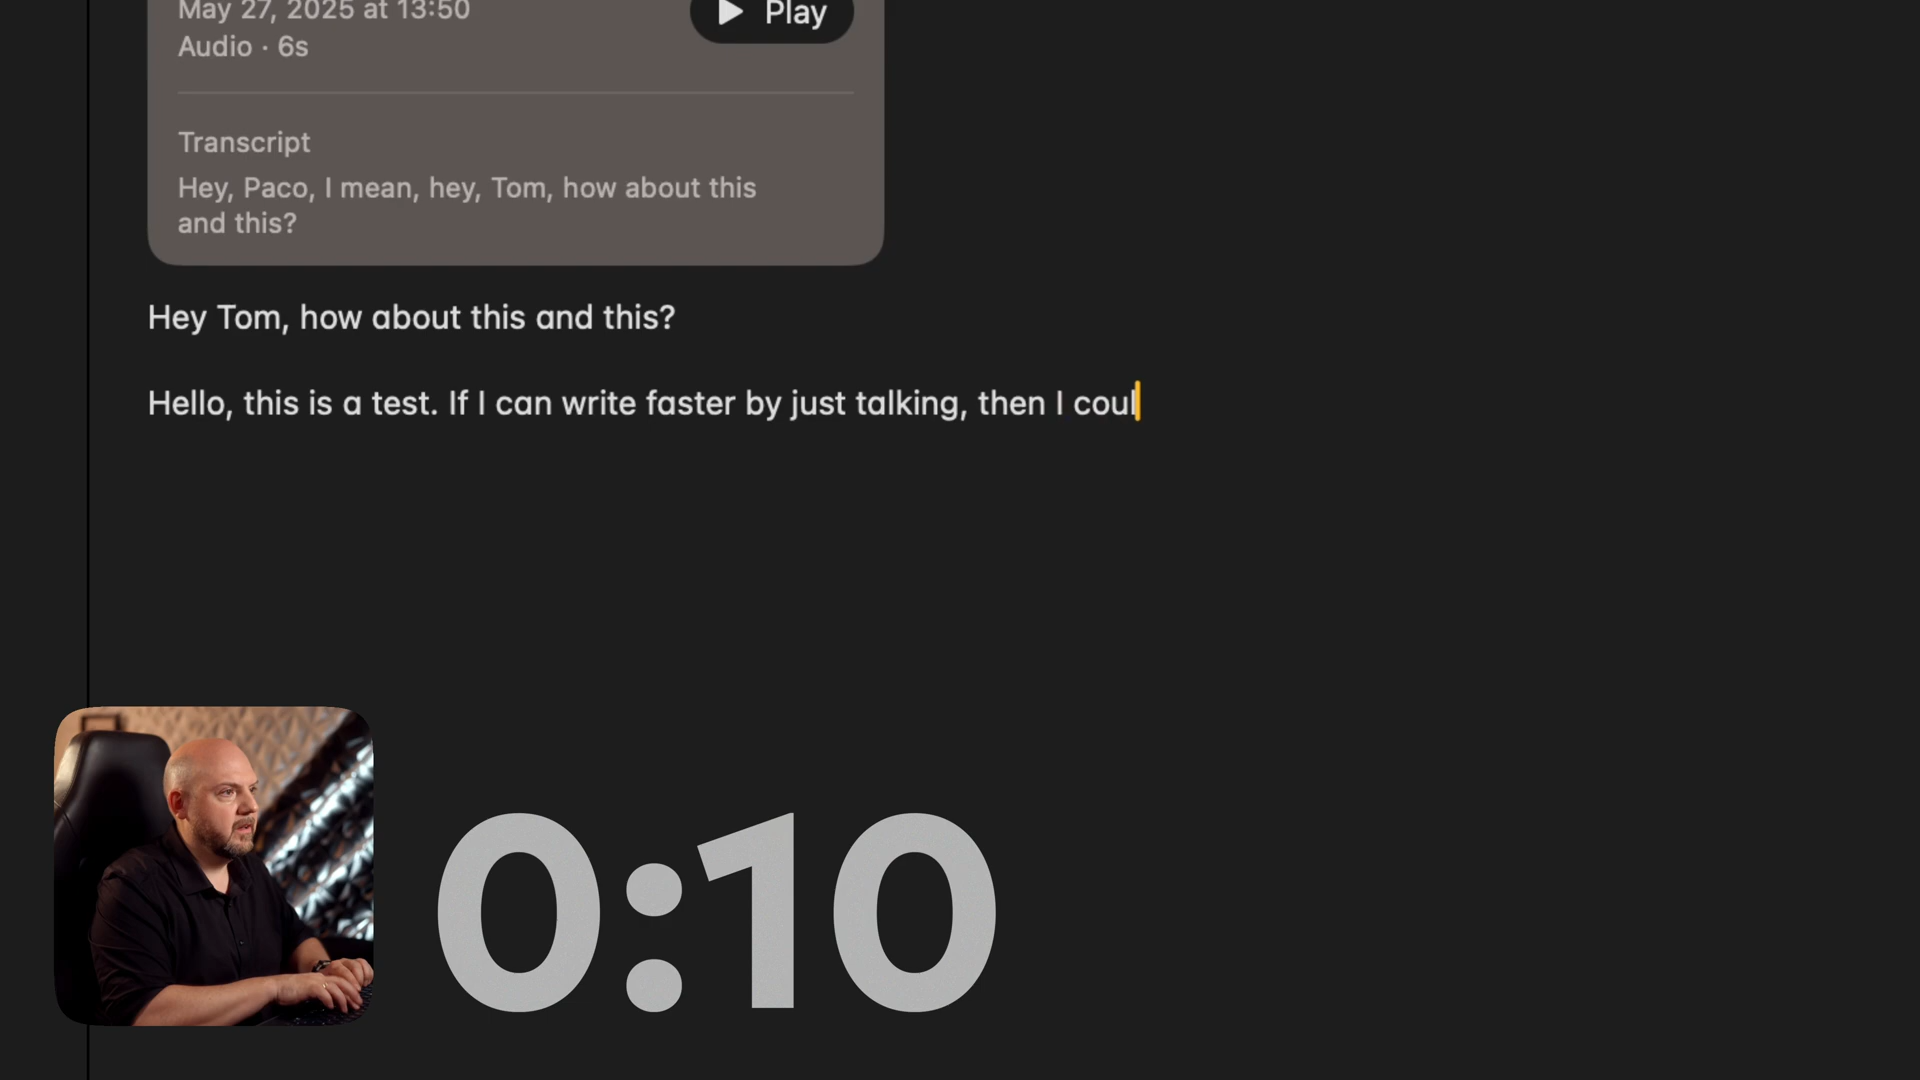 May 27, 2025 at 13:50
Play
Audio · 6s
Transcript
Hey, Paco, I mean, hey, Tom, how about this
and this?
Hey Tom, how about this and this?
Hello, this is a test. If I can write faster by just talking, then I coul
0:10